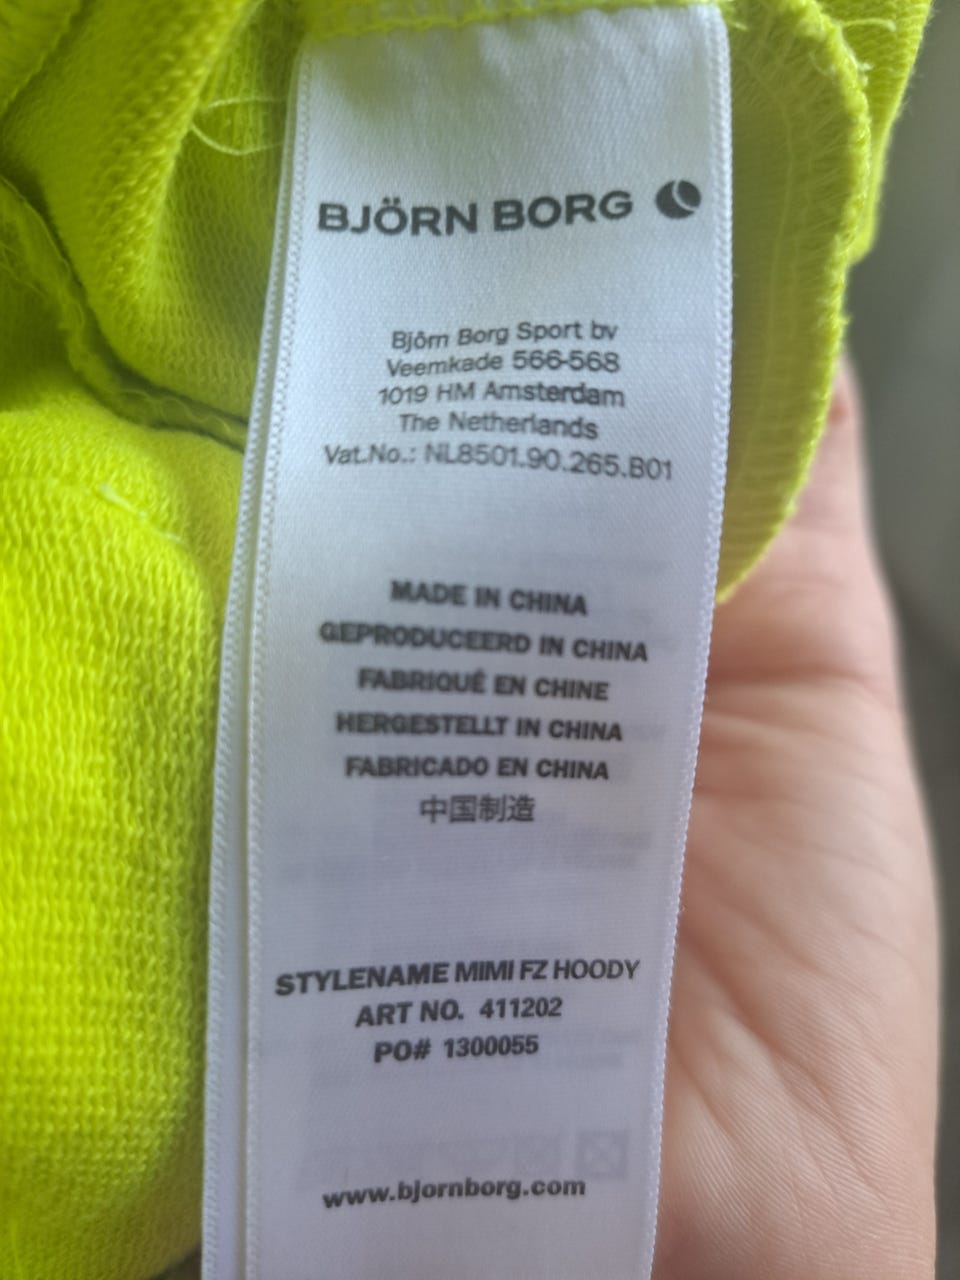 BJÖRN BORG
Björn Borg Sport bv
Veemkade 566-568
1019 HM Amsterdam
The Netherlands
Vat.No.: NL8501.90.265.B01
MADE IN CHINA
GEPRODUCEERD IN CHINA
FABRIQUÉ EN CHINE
HERGESTELLT IN CHINA
FABRICADO EN CHINA
中国制造
STYLENAME MIMI FZ HOODY
ART NO. 411202
PO# 1300055
www.bjornborg.com